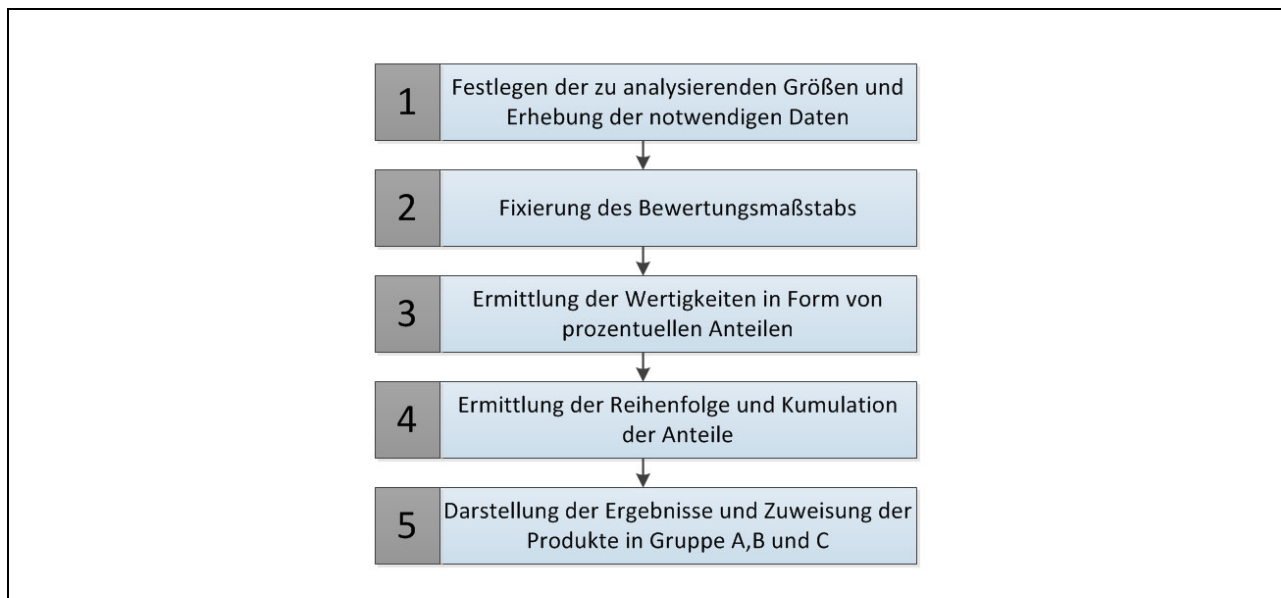 1
Festlegen der zu analysierenden Größen und
Erhebung der notwendigen Daten
2
Fixierung des Bewertungsmaßstabs
3
Ermittlung der Wertigkeiten in Form von
prozentuellen Anteilen
4
Ermittlung der Reihenfolge und Kumulation
der Anteile
5
Darstellung der Ergebnisse und Zuweisung der
Produkte in Gruppe A,B und C